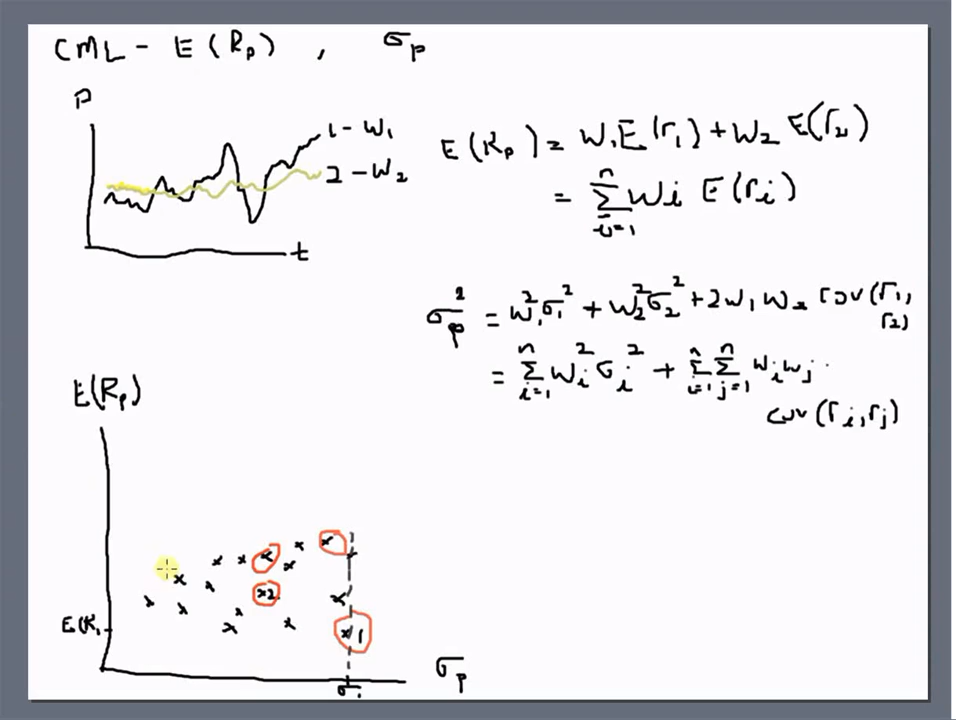 CML - E(Rp) , σp
P
1 - W1
2 - W2
t
E(Rp) = W1E(r1) + W2 E(r2)
= n Σ i=1 Wi E(ri)
σp² = W1²σ1² + W2²σ2² + 2W1W2 cov(r1, r2)
= n Σ i=1 Wi²σi² + n Σ i=1 n Σ j=1 WiWj .
cov(ri,rj)
E(Rp)
x2
E(R1
x1
σp
σ1